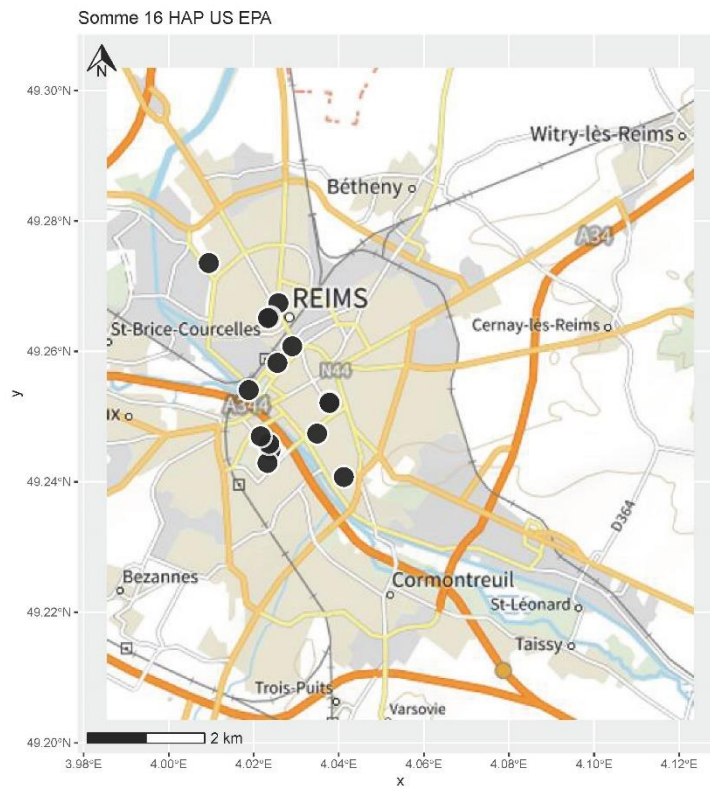 Somme 16 HAP US EPA
N
49.30°N
Witry-lès-Reims
Bétheny
49.28°N
A34
REIMS
St-Brice-Courcelles
Cernay-lès-Reims
49.26°N
N44
A344
IX
y
49.24°N
D364
Bezannes
Cormontreuil
St-Léonard
49.22°N
Taissy
Trois-Puits
Varsovie
2 km
49.20°N
3.98°E 4.00°E 4.02°E 4.04°E 4.06°E 4.08°E 4.10°E 4.12°E
x